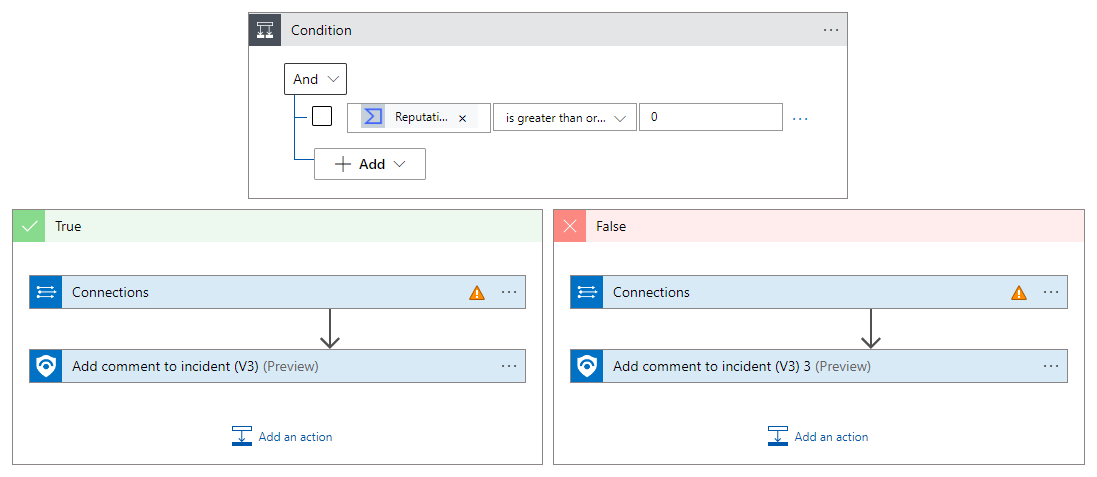 Condition
And
Reputati...
is greater than or...
0
Add
True
False
Connections
Connections
Add comment to incident (V3) (Preview)
Add comment to incident (V3) 3 (Preview)
Add an action
Add an action